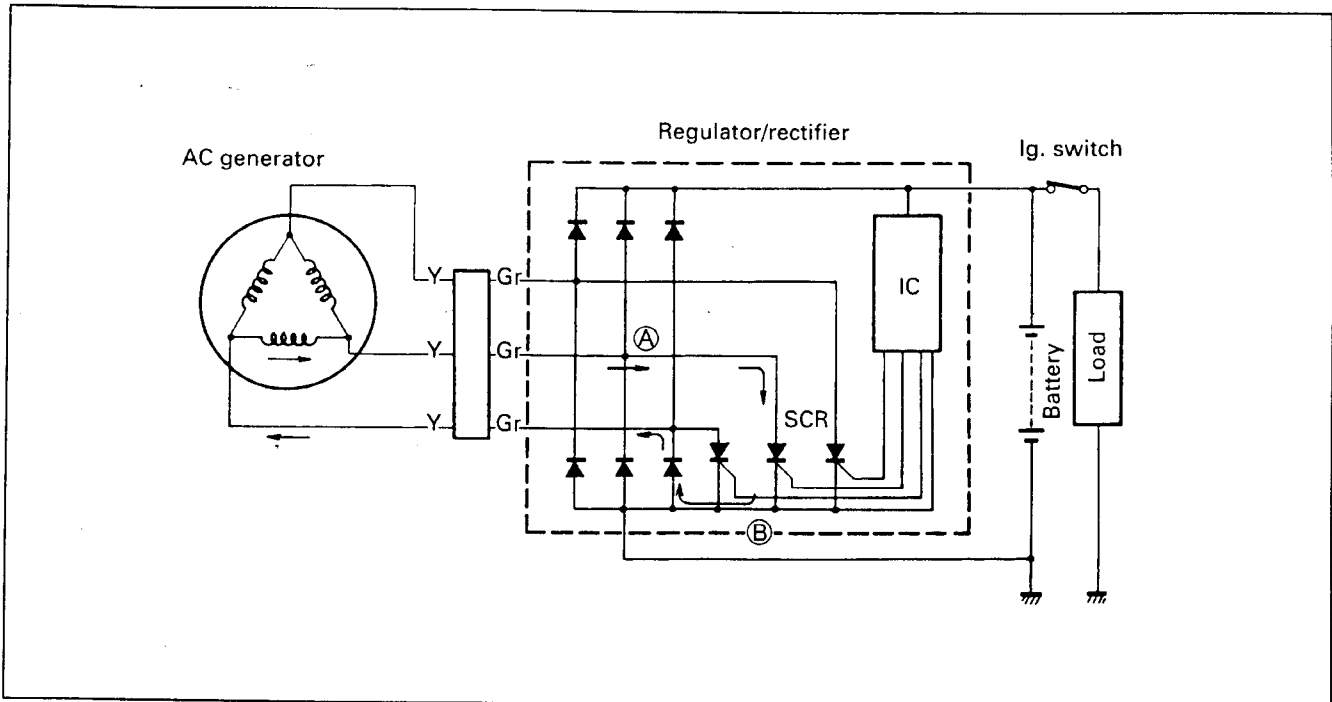 Regulator/rectifier
AC generator
Ig. switch
Y
Gr
IC
Y
Gr
A
Battery
Load
Y
Gr
SCR
B